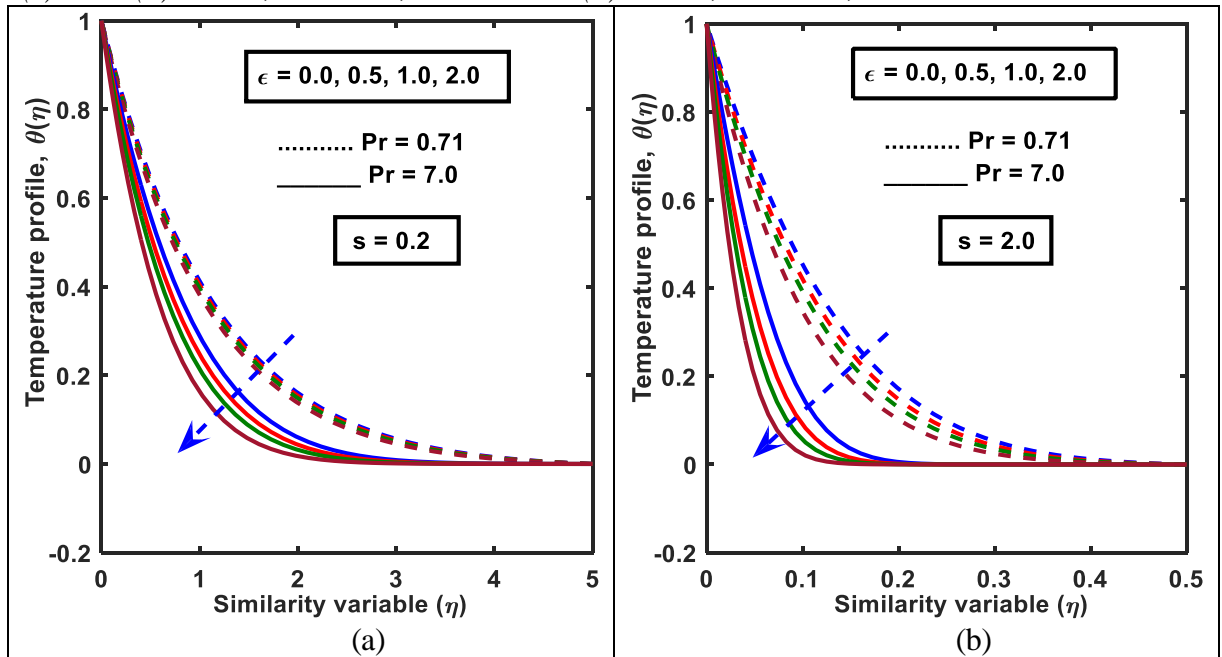 1
0.8
0.6
0.4
0.2
0
-0.2
Temperature profile, θ(η)
ϵ = 0.0, 0.5, 1.0, 2.0
........... Pr = 0.71
_______ Pr = 7.0
s = 0.2
0 1 2 3 4 5
Similarity variable (η)
(a)
1
0.8
0.6
0.4
0.2
0
-0.2
Temperature profile, θ(η)
ϵ = 0.0, 0.5, 1.0, 2.0
........... Pr = 0.71
_______ Pr = 7.0
s = 2.0
0 0.1 0.2 0.3 0.4 0.5
Similarity variable (η)
(b)